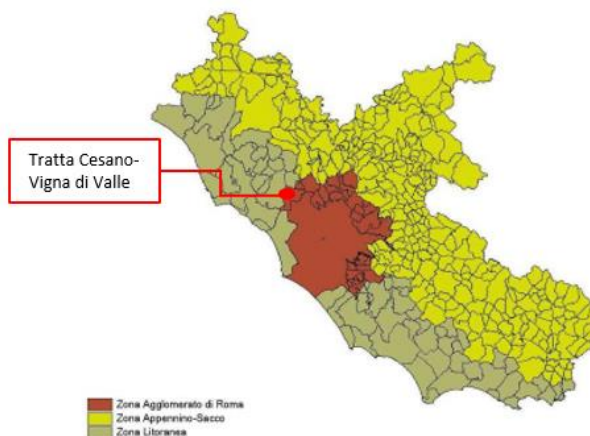 Tratta Cesano-
Vigna di Valle
Zona Agglomerato di Roma
Zona Appennino-Sacco
Zona Litoranea